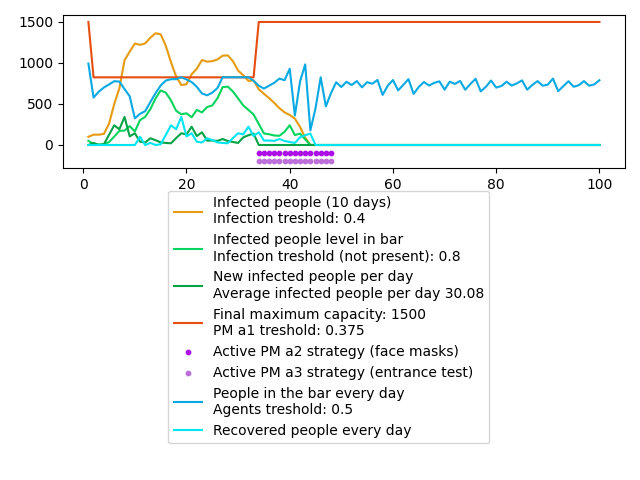 1500
1000
500
0
0 20 40 60 80 100
Infected people (10 days)
Infection treshold: 0.4
Infected people level in bar
Infection treshold (not present): 0.8
New infected people per day
Average infected people per day 30.08
Final maximum capacity: 1500
PM a1 treshold: 0.375
Active PM a2 strategy (face masks)
Active PM a3 strategy (entrance test)
People in the bar every day
Agents treshold: 0.5
Recovered people every day